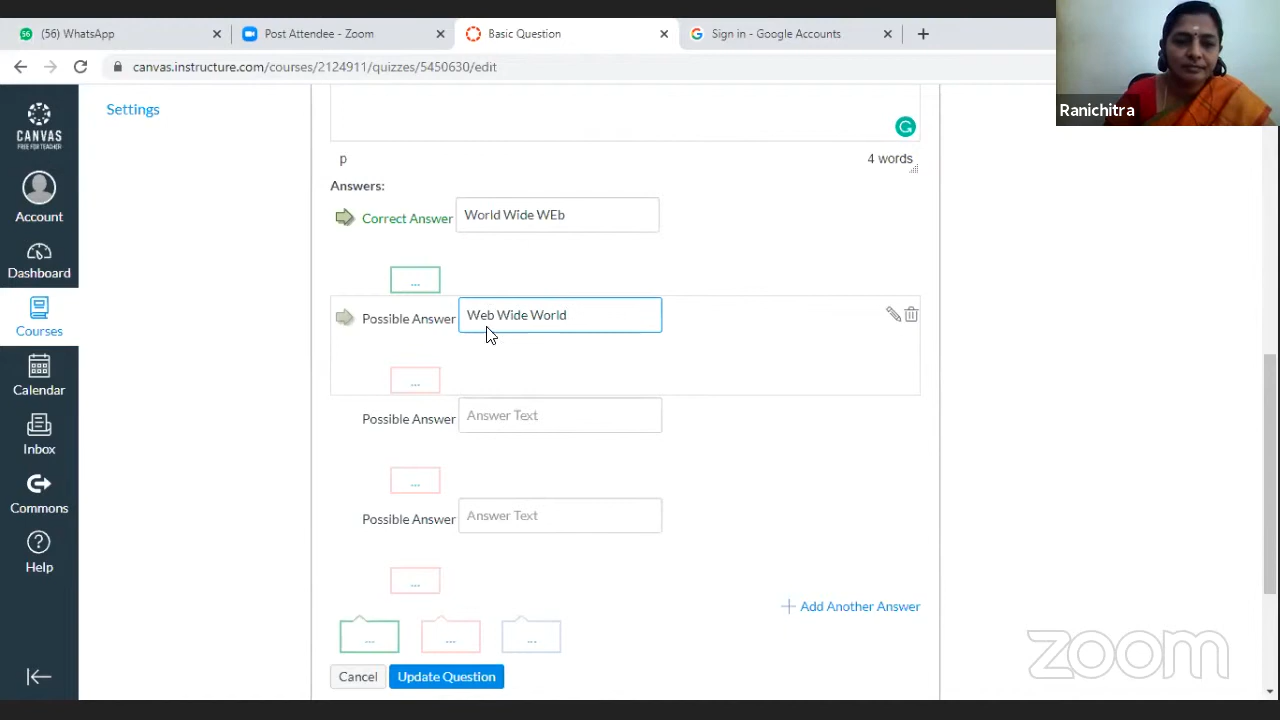 (56) WhatsApp
Post Attendee - Zoom
Basic Question
Sign in - Google Accounts
canvas.instructure.com/courses/2124911/quizzes/5450630/edit
Ranichitra
CANVAS
FREE FOR TEACHER
Account
Dashboard
Courses
Calendar
Inbox
Commons
Help
Settings
p
4 words
Answers:
Correct Answer World Wide WEb
...
Possible Answer Web Wide World
...
Possible Answer Answer Text
...
Possible Answer Answer Text
...
Add Another Answer
... ... ...
Cancel Update Question
zoom